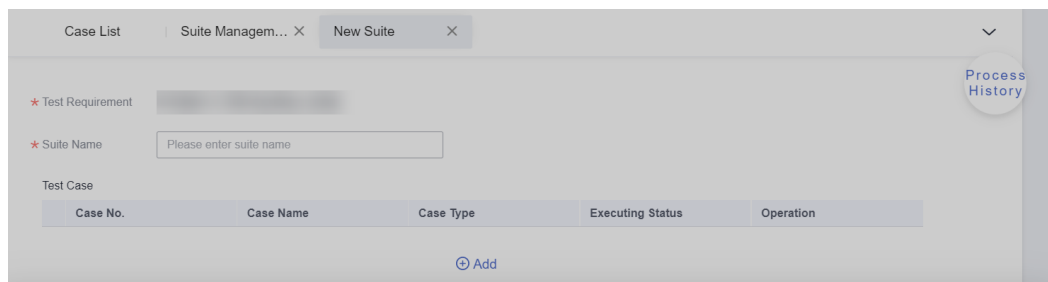 Case List Suite Managem... New Suite
Process
History
* Test Requirement
* Suite Name Please enter suite name
Test Case
Case No. Case Name Case Type Executing Status Operation
Add